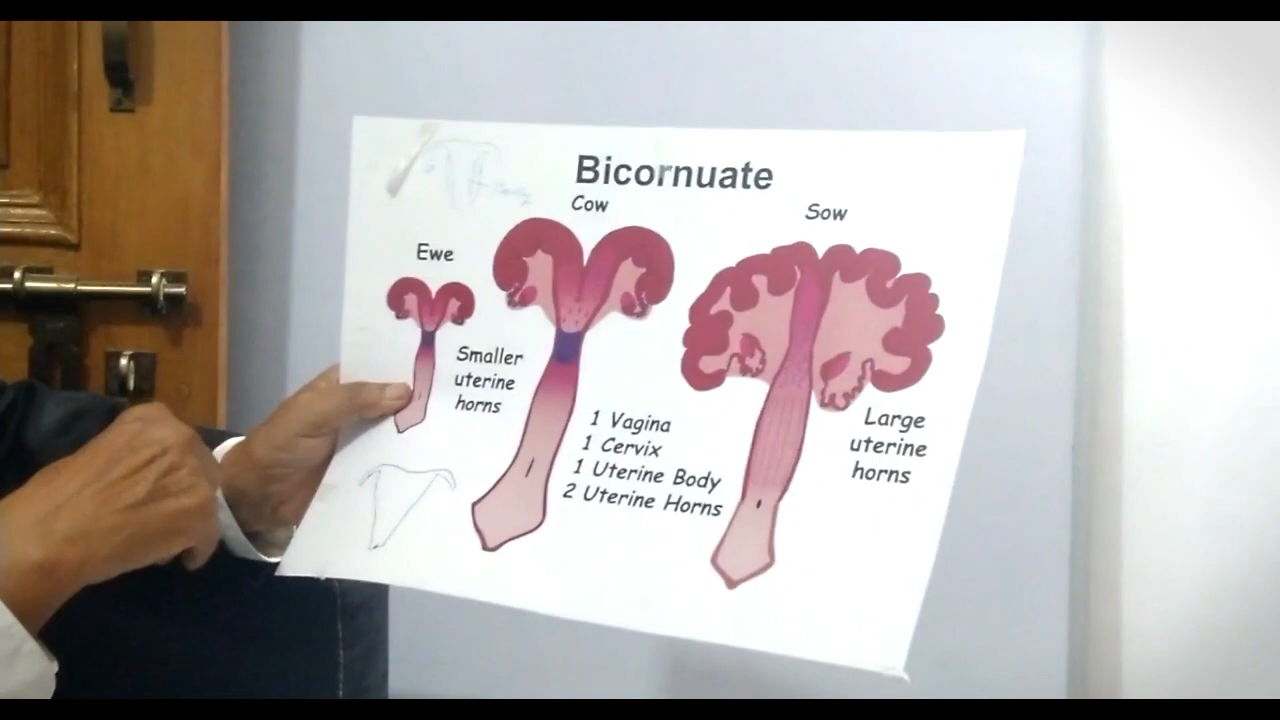 Bicornuate
Cow
Sow
Ewe
Smaller
uterine
horns
1 Vagina
1 Cervix
1 Uterine Body
2 Uterine Horns
Large
uterine
horns